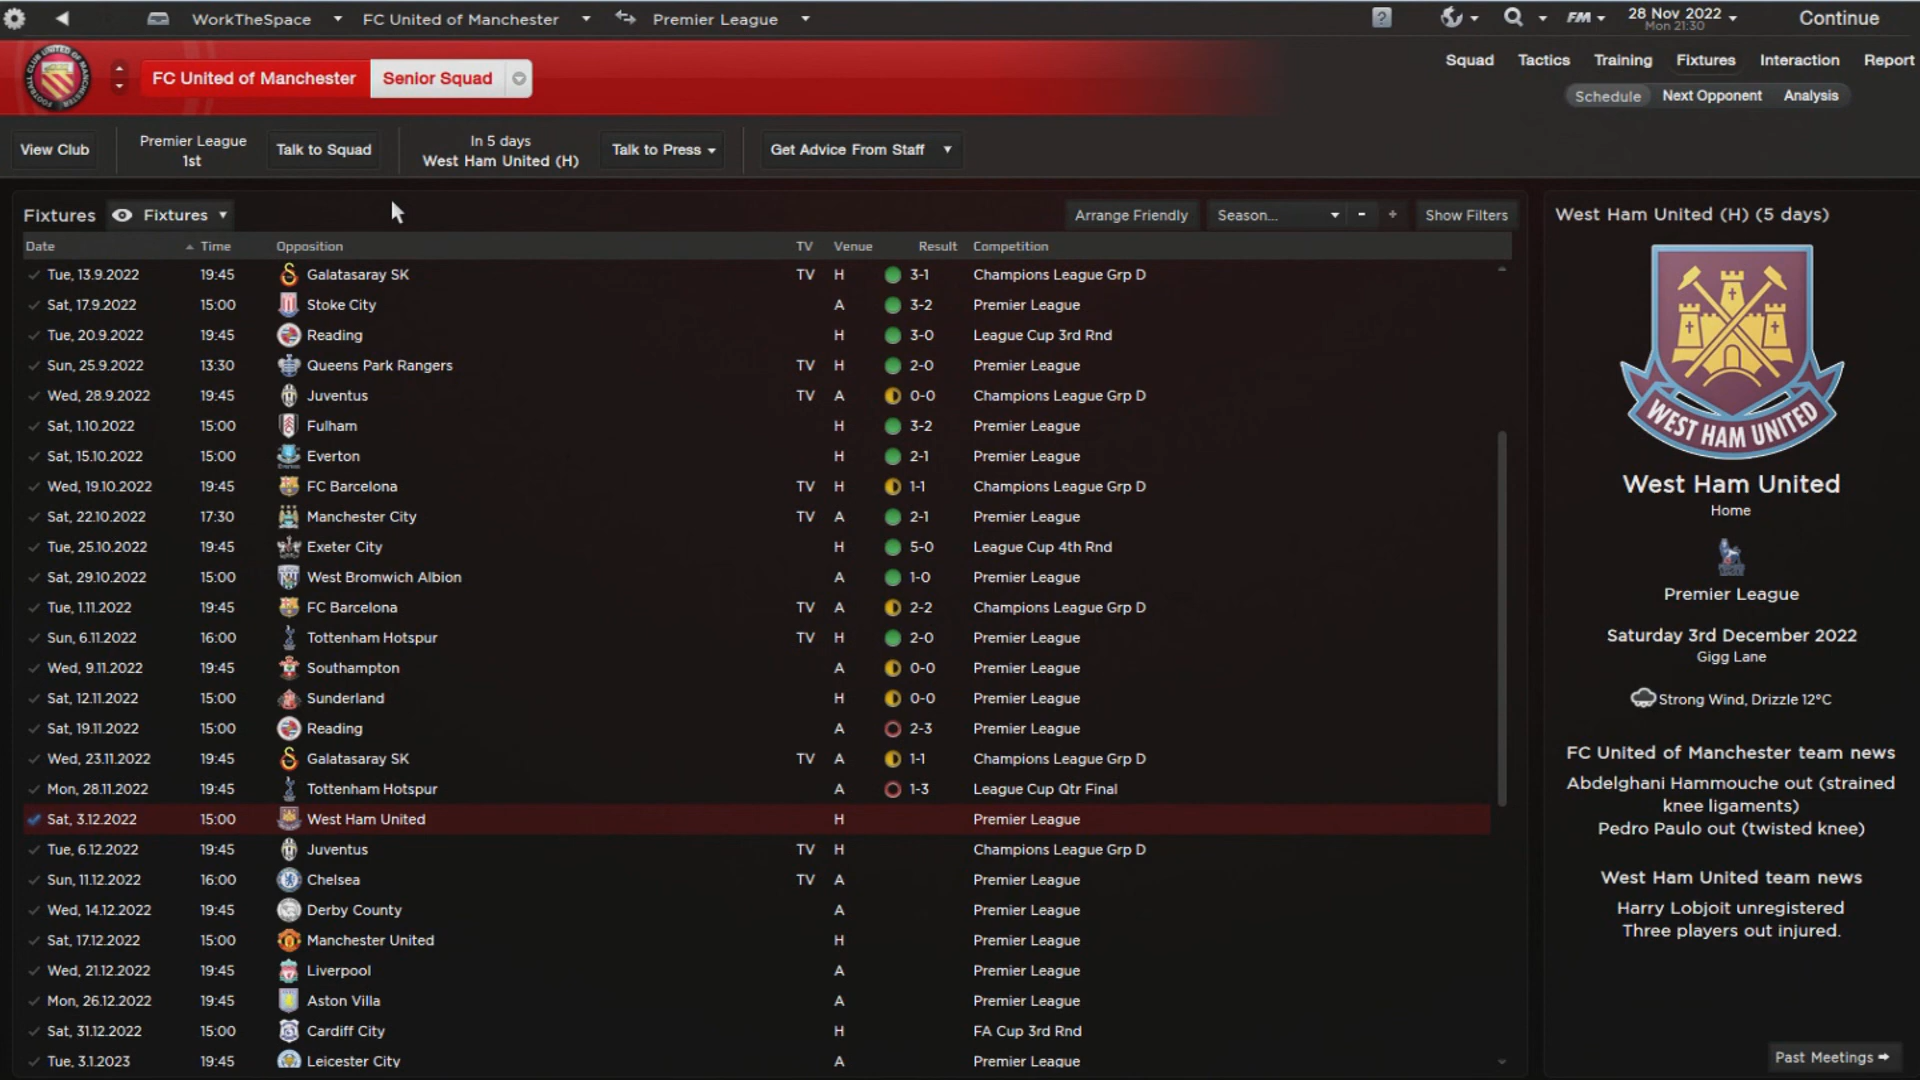 WorkTheSpace FC United of Manchester Premier League ? FM 28 Nov 2022 Continue
Mon 21:30
FC United of Manchester Senior Squad Squad Tactics Training Fixtures Interaction Report
Schedule Next Opponent Analysis
View Club Premier League 1st Talk to Squad In 5 days West Ham United (H) Talk to Press Get Advice From Staff
Fixtures Fixtures Arrange Friendly Season... - + Show Filters
Date Time Opposition TV Venue Result Competition
Tue, 13.9.2022 19:45 Galatasaray SK TV H 3-1 Champions League Grp D
Sat, 17.9.2022 15:00 Stoke City A 3-2 Premier League
Tue, 20.9.2022 19:45 Reading H 3-0 League Cup 3rd Rnd
Sun, 25.9.2022 13:30 Queens Park Rangers TV H 2-0 Premier League
Wed, 28.9.2022 19:45 Juventus TV A 0-0 Champions League Grp D
Sat, 1.10.2022 15:00 Fulham H 3-2 Premier League
Sat, 15.10.2022 15:00 Everton H 2-1 Premier League
Wed, 19.10.2022 19:45 FC Barcelona TV H 1-1 Champions League Grp D
Sat, 22.10.2022 17:30 Manchester City TV A 2-1 Premier League
Tue, 25.10.2022 19:45 Exeter City H 5-0 League Cup 4th Rnd
Sat, 29.10.2022 15:00 West Bromwich Albion A 1-0 Premier League
Tue, 1.11.2022 19:45 FC Barcelona TV A 2-2 Champions League Grp D
Sun, 6.11.2022 16:00 Tottenham Hotspur TV H 2-0 Premier League
Wed, 9.11.2022 19:45 Southampton A 0-0 Premier League
Sat, 12.11.2022 15:00 Sunderland H 0-0 Premier League
Sat, 19.11.2022 15:00 Reading A 2-3 Premier League
Wed, 23.11.2022 19:45 Galatasaray SK TV A 1-1 Champions League Grp D
Mon, 28.11.2022 19:45 Tottenham Hotspur A 1-3 League Cup Qtr Final
Sat, 3.12.2022 15:00 West Ham United H Premier League
Tue, 6.12.2022 19:45 Juventus TV H Champions League Grp D
Sun, 11.12.2022 16:00 Chelsea TV A Premier League
Wed, 14.12.2022 19:45 Derby County A Premier League
Sat, 17.12.2022 15:00 Manchester United H Premier League
Wed, 21.12.2022 19:45 Liverpool A Premier League
Mon, 26.12.2022 19:45 Aston Villa A Premier League
Sat, 31.12.2022 15:00 Cardiff City H FA Cup 3rd Rnd
Tue, 3.1.2023 19:45 Leicester City A Premier League
West Ham United (H) (5 days)
WEST HAM UNITED
West Ham United
Home
Premier League
Saturday 3rd December 2022
Gigg Lane
Strong Wind, Drizzle 12°C
FC United of Manchester team news
Abdelghani Hammouche out (strained
knee ligaments)
Pedro Paulo out (twisted knee)
West Ham United team news
Harry Lobjoit unregistered
Three players out injured.
Past Meetings